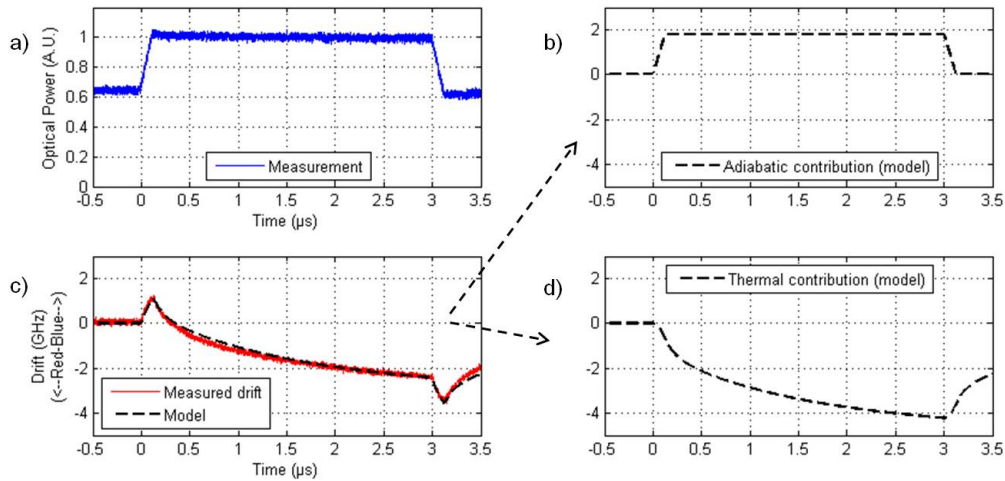 a)
Optical Power (A.U.)
1
0.8
0.6
0.4
0.2
0
-0.5 0 0.5 1 1.5 2 2.5 3 3.5
Time (µs)
Measurement
b)
2
0
-2
-4
-0.5 0 0.5 1 1.5 2 2.5 3 3.5
Adiabatic contribution (model)
c)
Drift (GHz)
(<--Red-Blue-->)
2
0
-2
-4
-0.5 0 0.5 1 1.5 2 2.5 3 3.5
Time (µs)
Measured drift
Model
d)
2
0
-2
-4
-0.5 0 0.5 1 1.5 2 2.5 3 3.5
Thermal contribution (model)